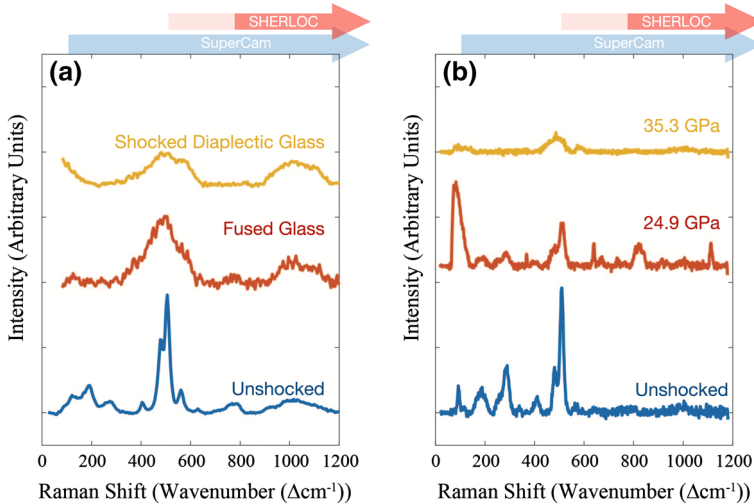 SHERLOC SHERLOC
SuperCam SuperCam
(a)
Shocked Diaplectic Glass
Fused Glass
Unshocked
Intensity (Arbitrary Units)
0 200 400 600 800 1000 1200
Raman Shift (Wavenumber (Δcm-1))
(b)
35.3 GPa
24.9 GPa
Unshocked
Intensity (Arbitrary Units)
0 200 400 600 800 1000 1200
Raman Shift (Wavenumber (Δcm-1))